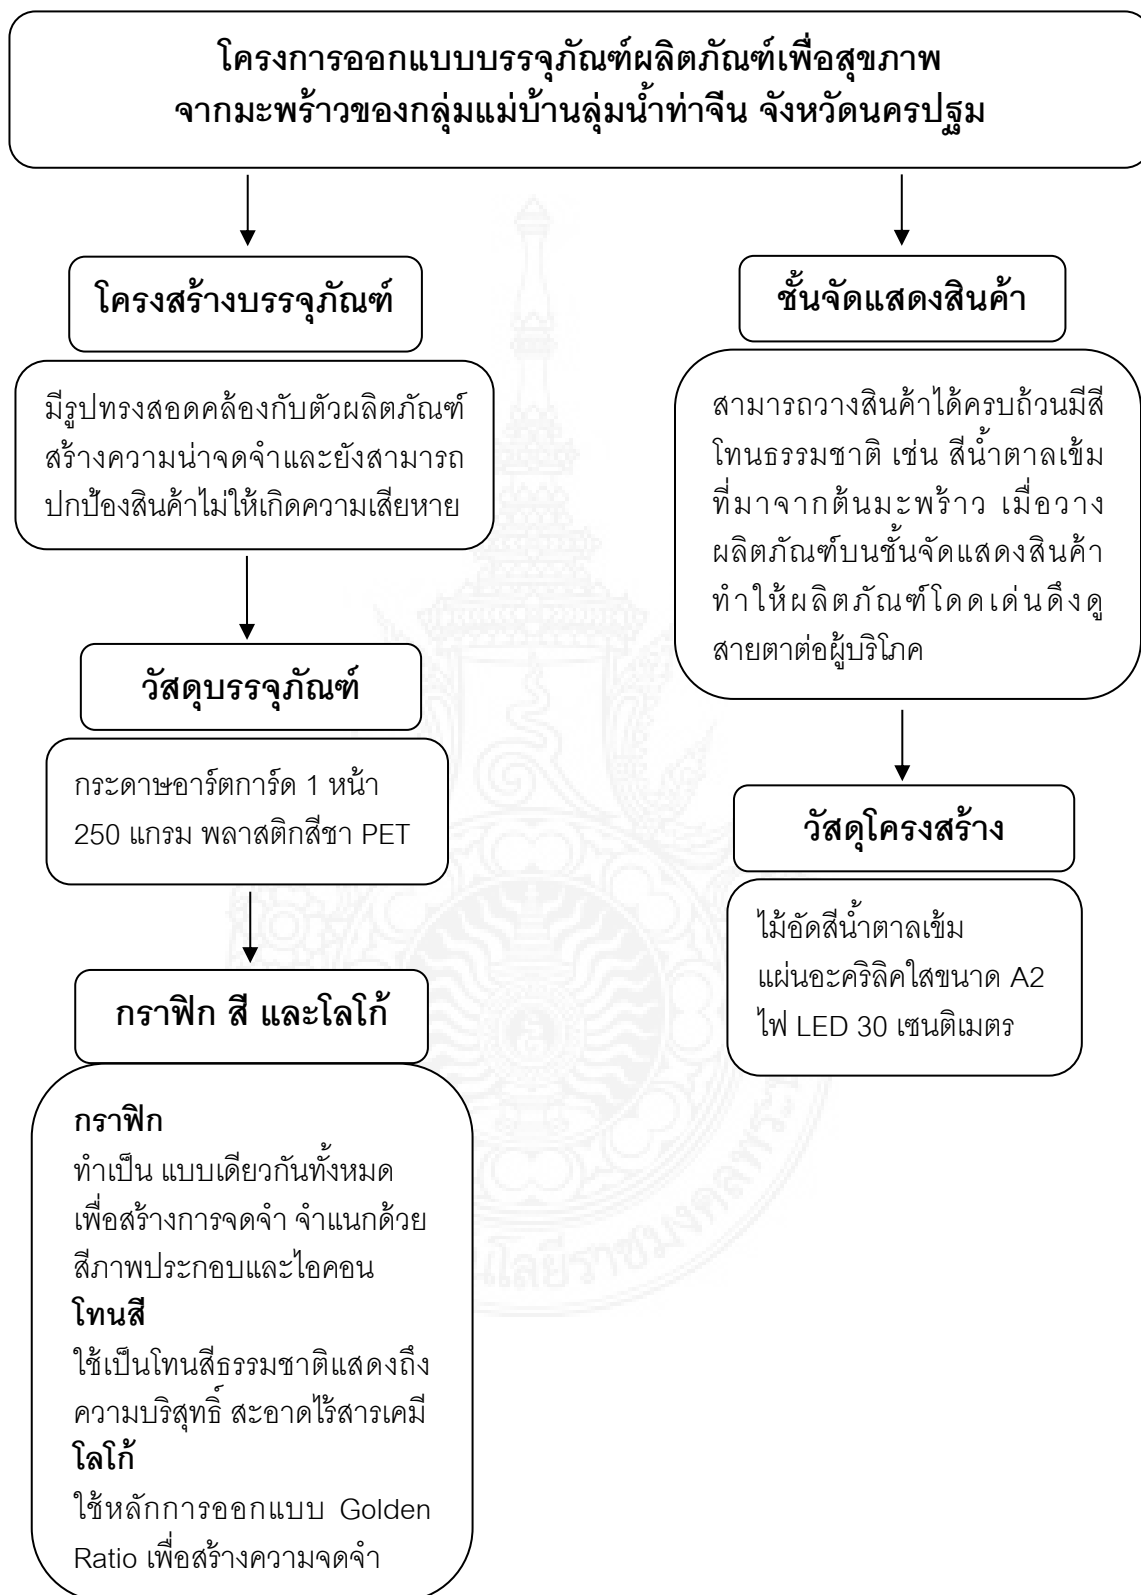 โครงการออกแบบบรรจุภัณฑ์ผลิตภัณฑ์เพื่อสุขภาพ
จากมะพร้าวของกลุ่มแม่บ้านลุ่มน้ำท่าจีน จังหวัดนครปฐม
โครงสร้างบรรจุภัณฑ์
มีรูปทรงสอดคล้องกับตัวผลิตภัณฑ์
สร้างความน่าจดจำและยังสามารถ
ปกป้องสินค้าไม่ให้เกิดความเสียหาย
วัสดุบรรจุภัณฑ์
กระดาษอาร์ตการ์ด 1 หน้า
250 แกรม พลาสติกสีชา PET
กราฟิก สี และโลโก้
กราฟิก
ทำเป็น แบบเดียวกันทั้งหมด
เพื่อสร้างการจดจำ จำแนกด้วย
สีภาพประกอบและไอคอน
โทนสี
ใช้เป็นโทนสีธรรมชาติแสดงถึง
ความบริสุทธิ์ สะอาดไร้สารเคมี
โลโก้
ใช้หลักการออกแบบ Golden
Ratio เพื่อสร้างความจดจำ
ชั้นจัดแสดงสินค้า
สามารถวางสินค้าได้ครบถ้วนมีสี
โทนธรรมชาติ เช่น สีน้ำตาลเข้ม
ที่มาจากต้นมะพร้าว เมื่อวาง
ผลิตภัณฑ์บนชั้นจัดแสดงสินค้า
ทำให้ผลิตภัณฑ์โดดเด่นดึงดู
สายตาต่อผู้บริโภค
วัสดุโครงสร้าง
ไม้อัดสีน้ำตาลเข้ม
แผ่นอะคริลิคใสขนาด A2
ไฟ LED 30 เซนติเมตร